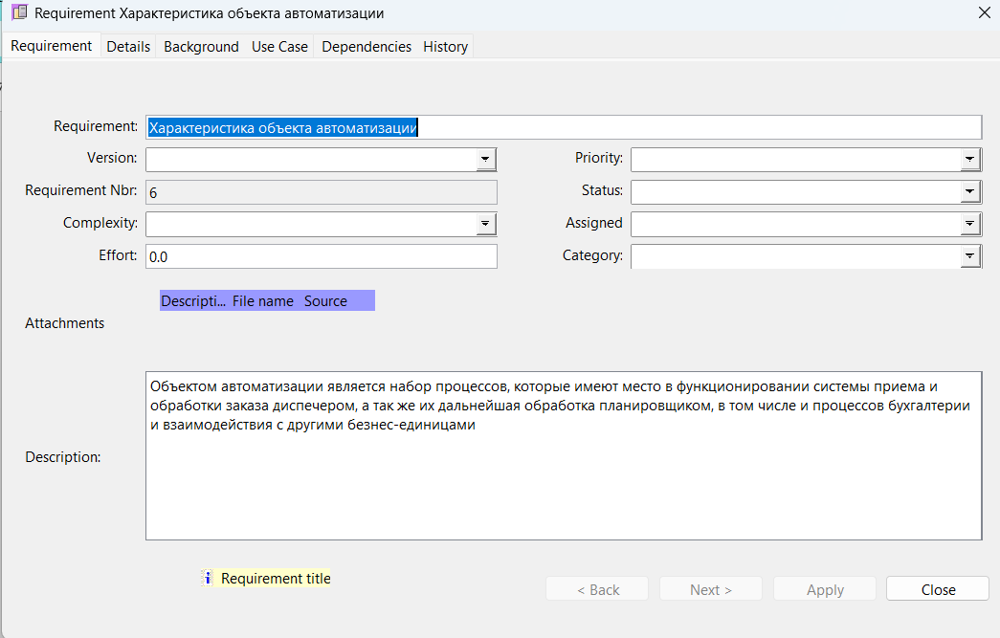 Requirement Характеристика объекта автоматизации
Requirement Details Background Use Case Dependencies History
Requirement: Характеристика объекта автоматизации
Version: Priority:
Requirement Nbr: 6 Status:
Complexity: Assigned
Effort: 0.0 Category:
Descripti... File name Source
Attachments
Объектом автоматизации является набор процессов, которые имеют место в функционировании системы приема и
обработки заказа диспечером, а так же их дальнейшая обработка планировщиком, в том числе и процессов бухгалтерии
и взаимодействия с другими безнес-единицами
Description:
Requirement title
< Back Next > Apply Close